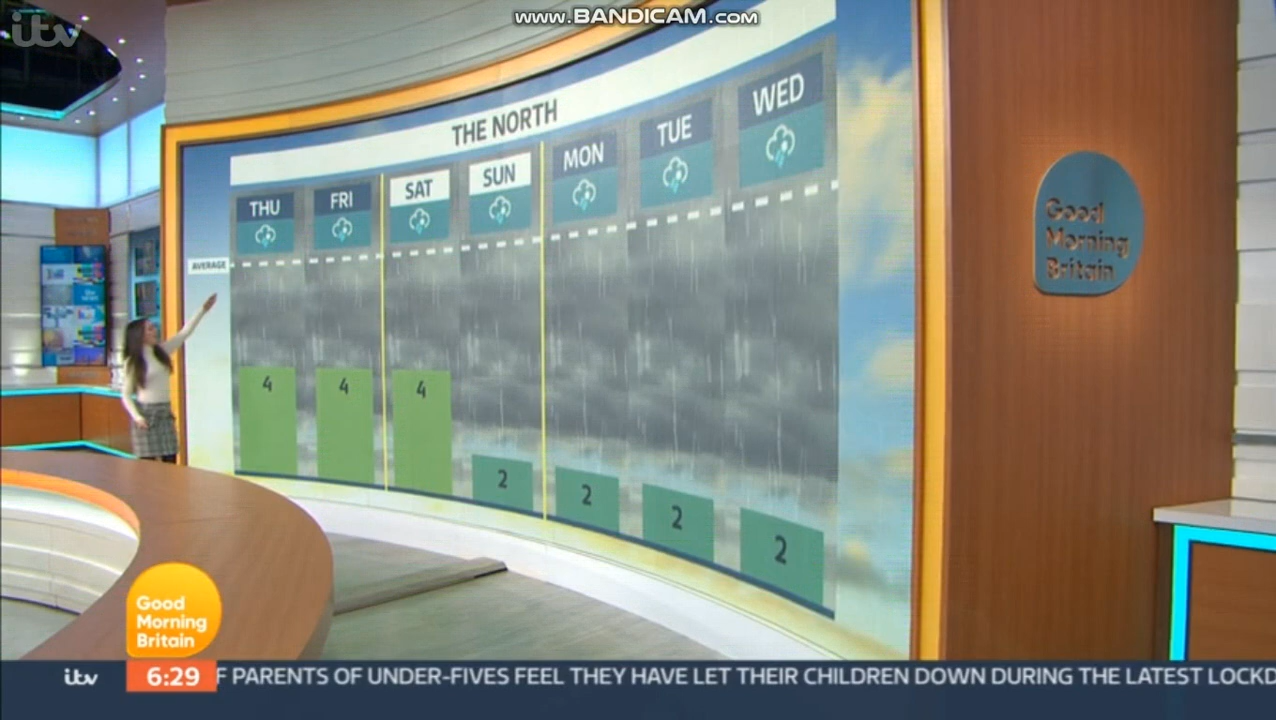 itv
www.BANDICAM.com
THE NORTH
THU FRI SAT SUN MON TUE WED
AVERAGE
4 4 4 2 2 2 2
Good
Morning
Britain
Good
Morning
Britain
itv 6:29 F PARENTS OF UNDER-FIVES FEEL THEY HAVE LET THEIR CHILDREN DOWN DURING THE LATEST LOCKD